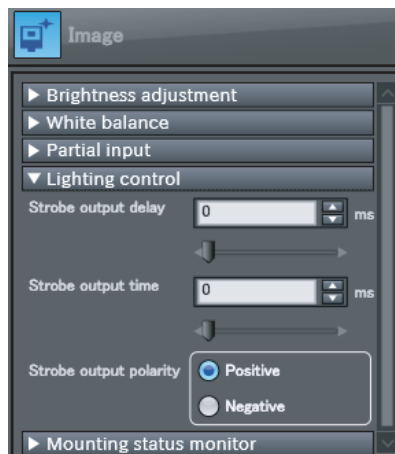 Image
Brightness adjustment
White balance
Partial input
Lighting control
Strobe output delay 0 ms
Strobe output time 0 ms
Strobe output polarity Positive
Negative
Mounting status monitor